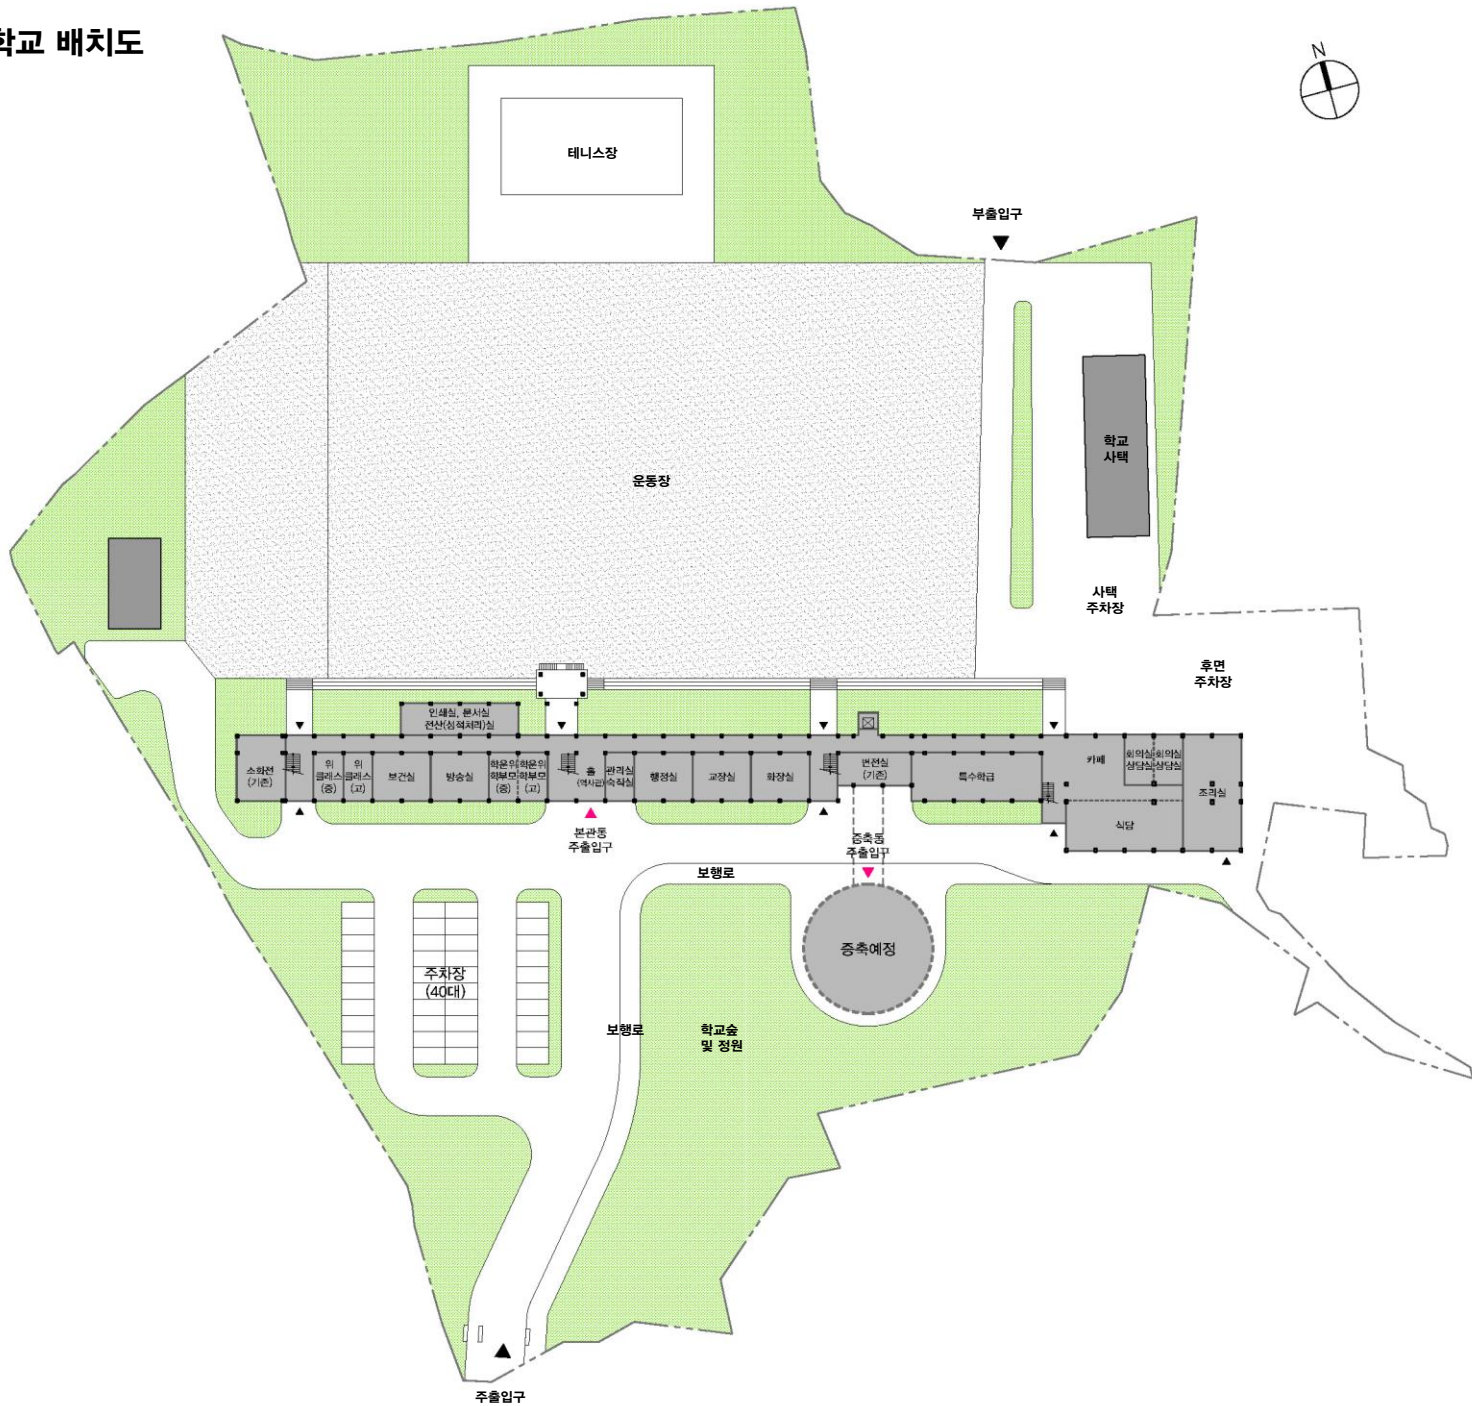 학교 배치도
N
테니스장
부출입구
학교
사택
운동장
사택
주차장
후면
주차장
인쇄실, 문서실
전산(성적처리)실
소화전
(기존)
위
클래스
(중)
위
클래스
(고)
보건실
방송실
학운위
학부모
(중)
학운위
학부모
(고)
홀
(역사관)
관리실
숙직실
행정실
교장실
화장실
변전실
(기존)
특수학급
카페
회의실
상담실
회의실
상담실
조리실
식당
본관동
주출입구
증축동
주출입구
보행로
증축예정
주차장
(40대)
보행로
학교숲
및 정원
주출입구